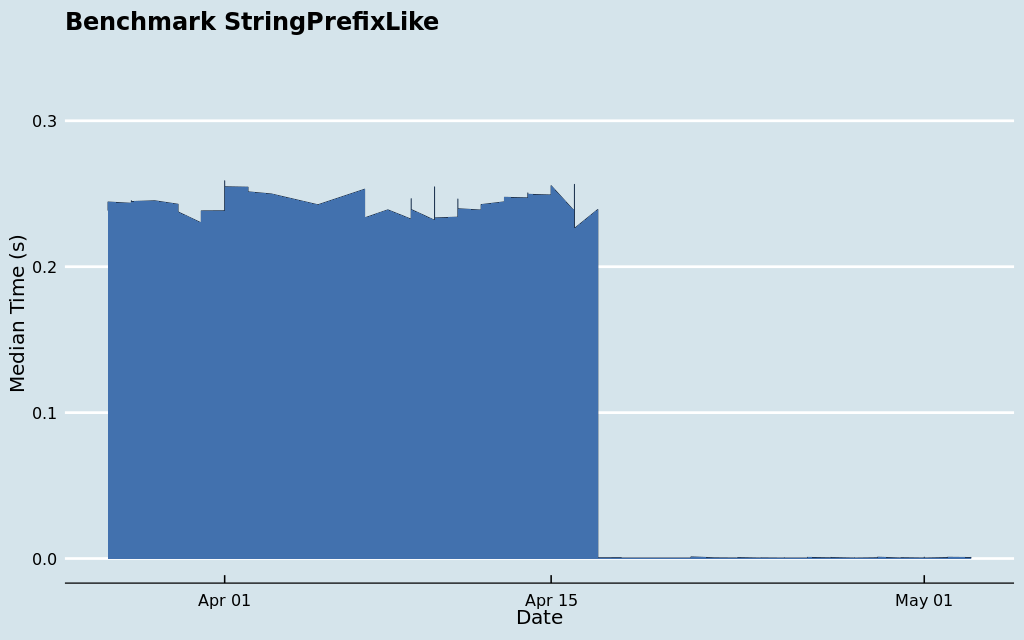 Benchmark StringPrefixLike
0.3
0.2
0.1
0.0
Median Time (s)
Apr 01
Apr 15
May 01
Date